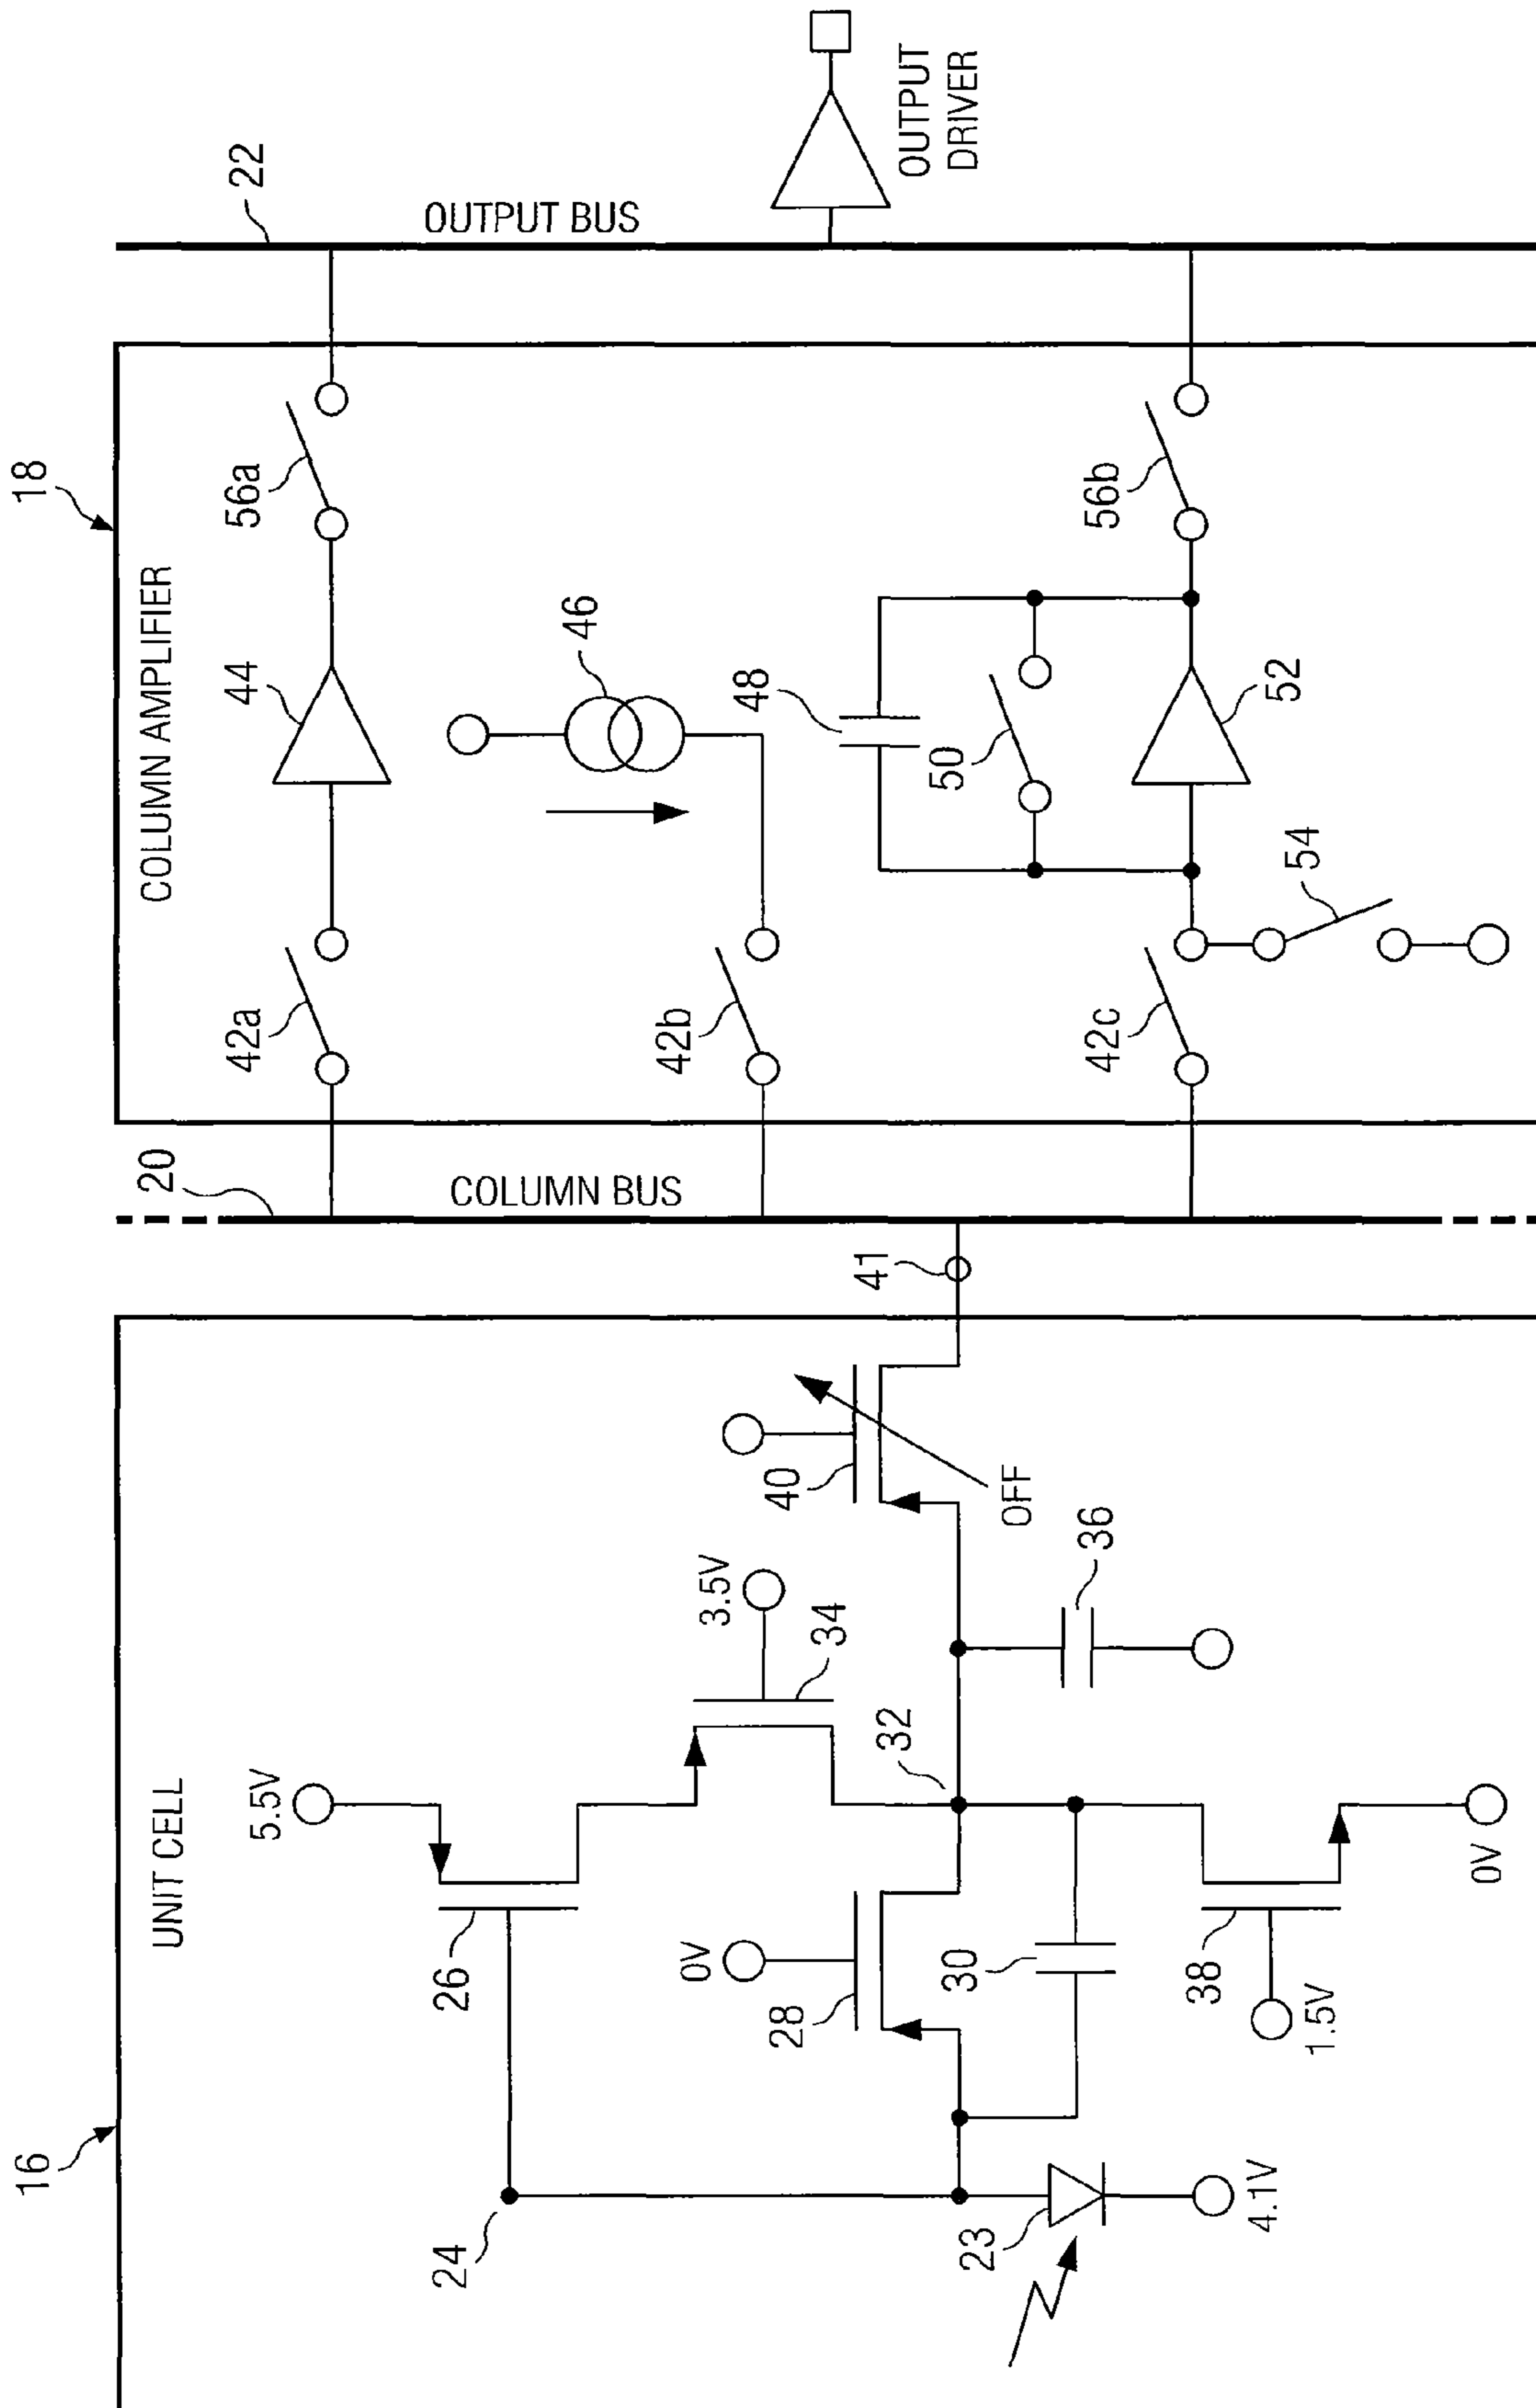 16
UNIT CELL
5.5V
26
24
0V
28
3.5V
34
32
40
OFF
30
36
23
4.1V
38
1.5V
0V
20
COLUMN BUS
41
18
COLUMN AMPLIFIER
42a
44
56a
46
42b
48
50
42c
52
54
56b
22
OUTPUT BUS
OUTPUT
DRIVER